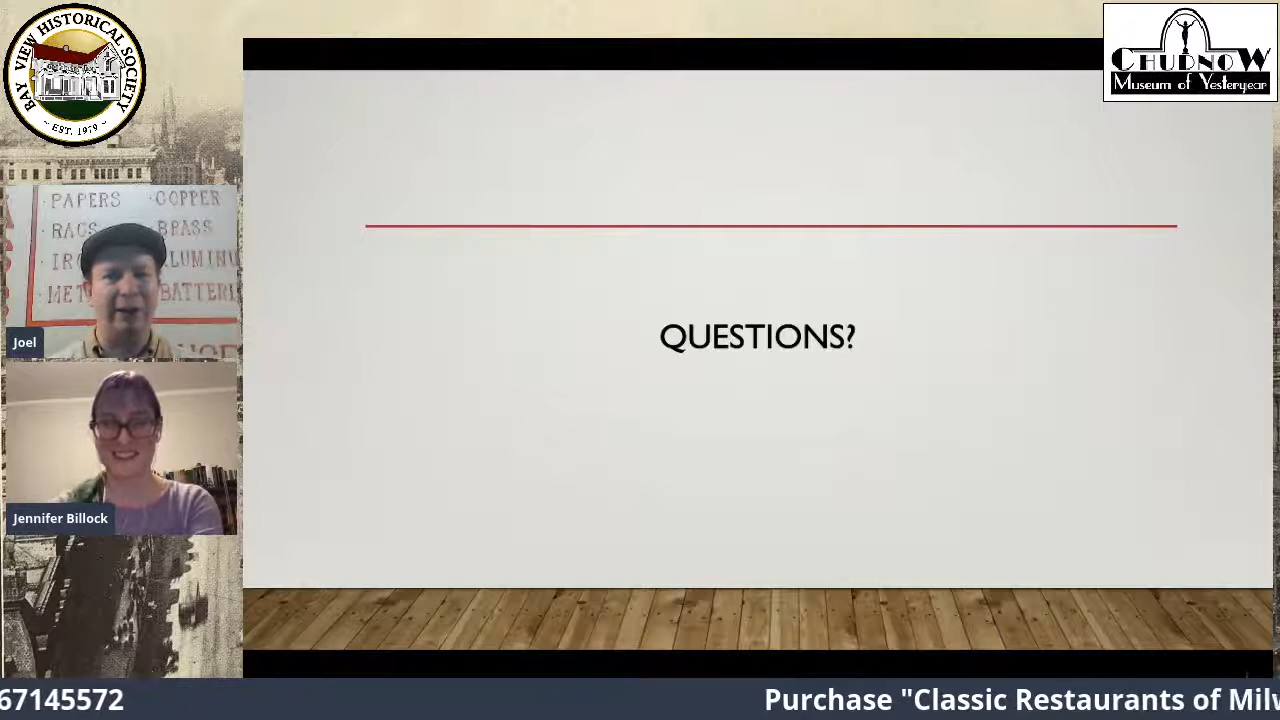 BAY VIEW HISTORICAL SOCIETY
~ EST. 1979 ~
CHUDNOW
Museum of Yesteryear
· PAPERS · COPPER
RAGS BRASS
Joel
QUESTIONS?
Jennifer Billock
67145572 Purchase "Classic Restaurants of